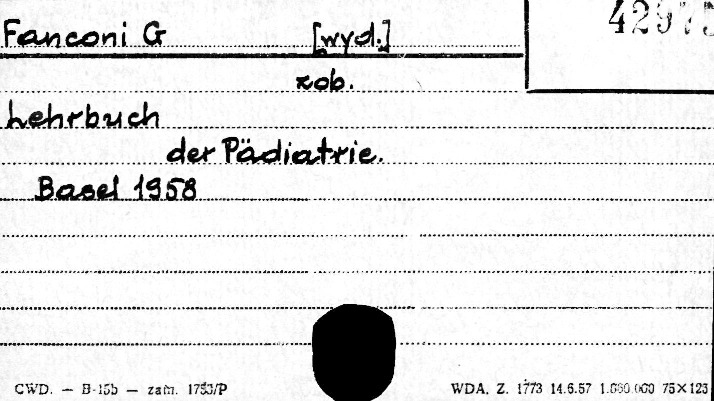 42975
Fanconi G [wyd.]
zob.
Lehrbuch
der Pädiatrie.
Basel 1958
CWD. — B-15b — zam. 1753/P
WDA. Z. 1773 14.6.57 1.000.000 75×125